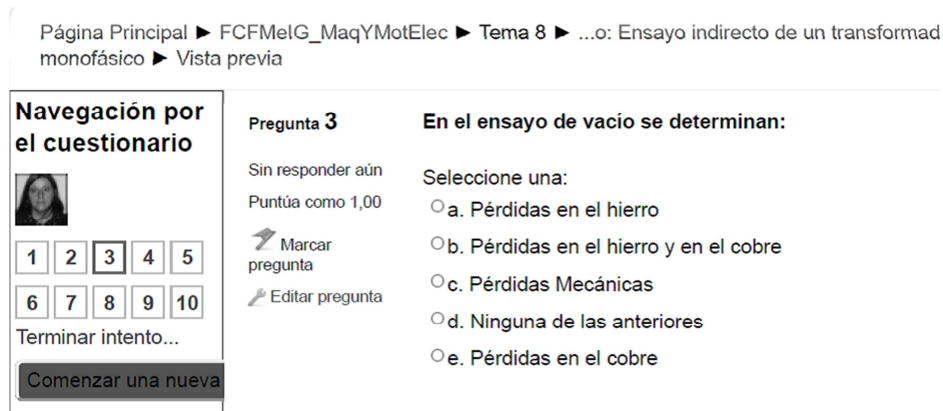 Página Principal ► FCFMelG_MaqYMotElec ► Tema 8 ► ...o: Ensayo indirecto de un transformad
monofásico ► Vista previa
Navegación por
el cuestionario
1 2 3 4 5
6 7 8 9 10
Terminar intento...
Comenzar una nueva
Pregunta 3
Sin responder aún
Puntúa como 1,00
Marcar
pregunta
Editar pregunta
En el ensayo de vacío se determinan:
Seleccione una:
a. Pérdidas en el hierro
b. Pérdidas en el hierro y en el cobre
c. Pérdidas Mecánicas
d. Ninguna de las anteriores
e. Pérdidas en el cobre